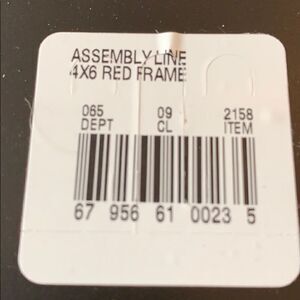 ASSEMBLY LINE
4X6 RED FRAME
065 09 2158
DEPT CL ITEM
67 956 61 0023 5